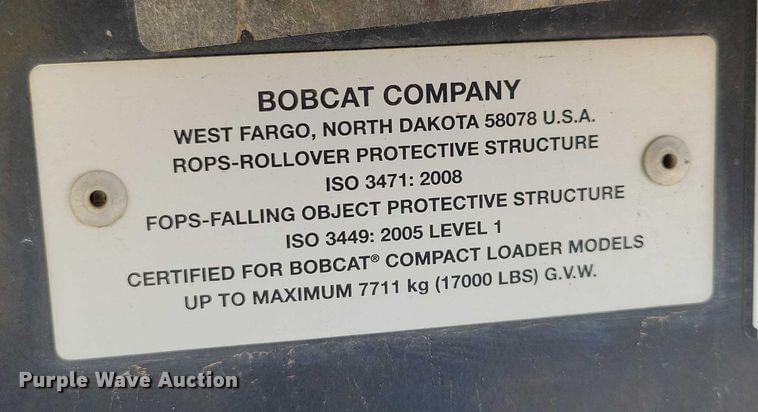 BOBCAT COMPANY
WEST FARGO, NORTH DAKOTA 58078 U.S.A.
ROPS-ROLLOVER PROTECTIVE STRUCTURE
ISO 3471: 2008
FOPS-FALLING OBJECT PROTECTIVE STRUCTURE
ISO 3449: 2005 LEVEL 1
CERTIFIED FOR BOBCAT® COMPACT LOADER MODELS
UP TO MAXIMUM 7711 kg (17000 LBS) G.V.W.
Purple Wave Auction